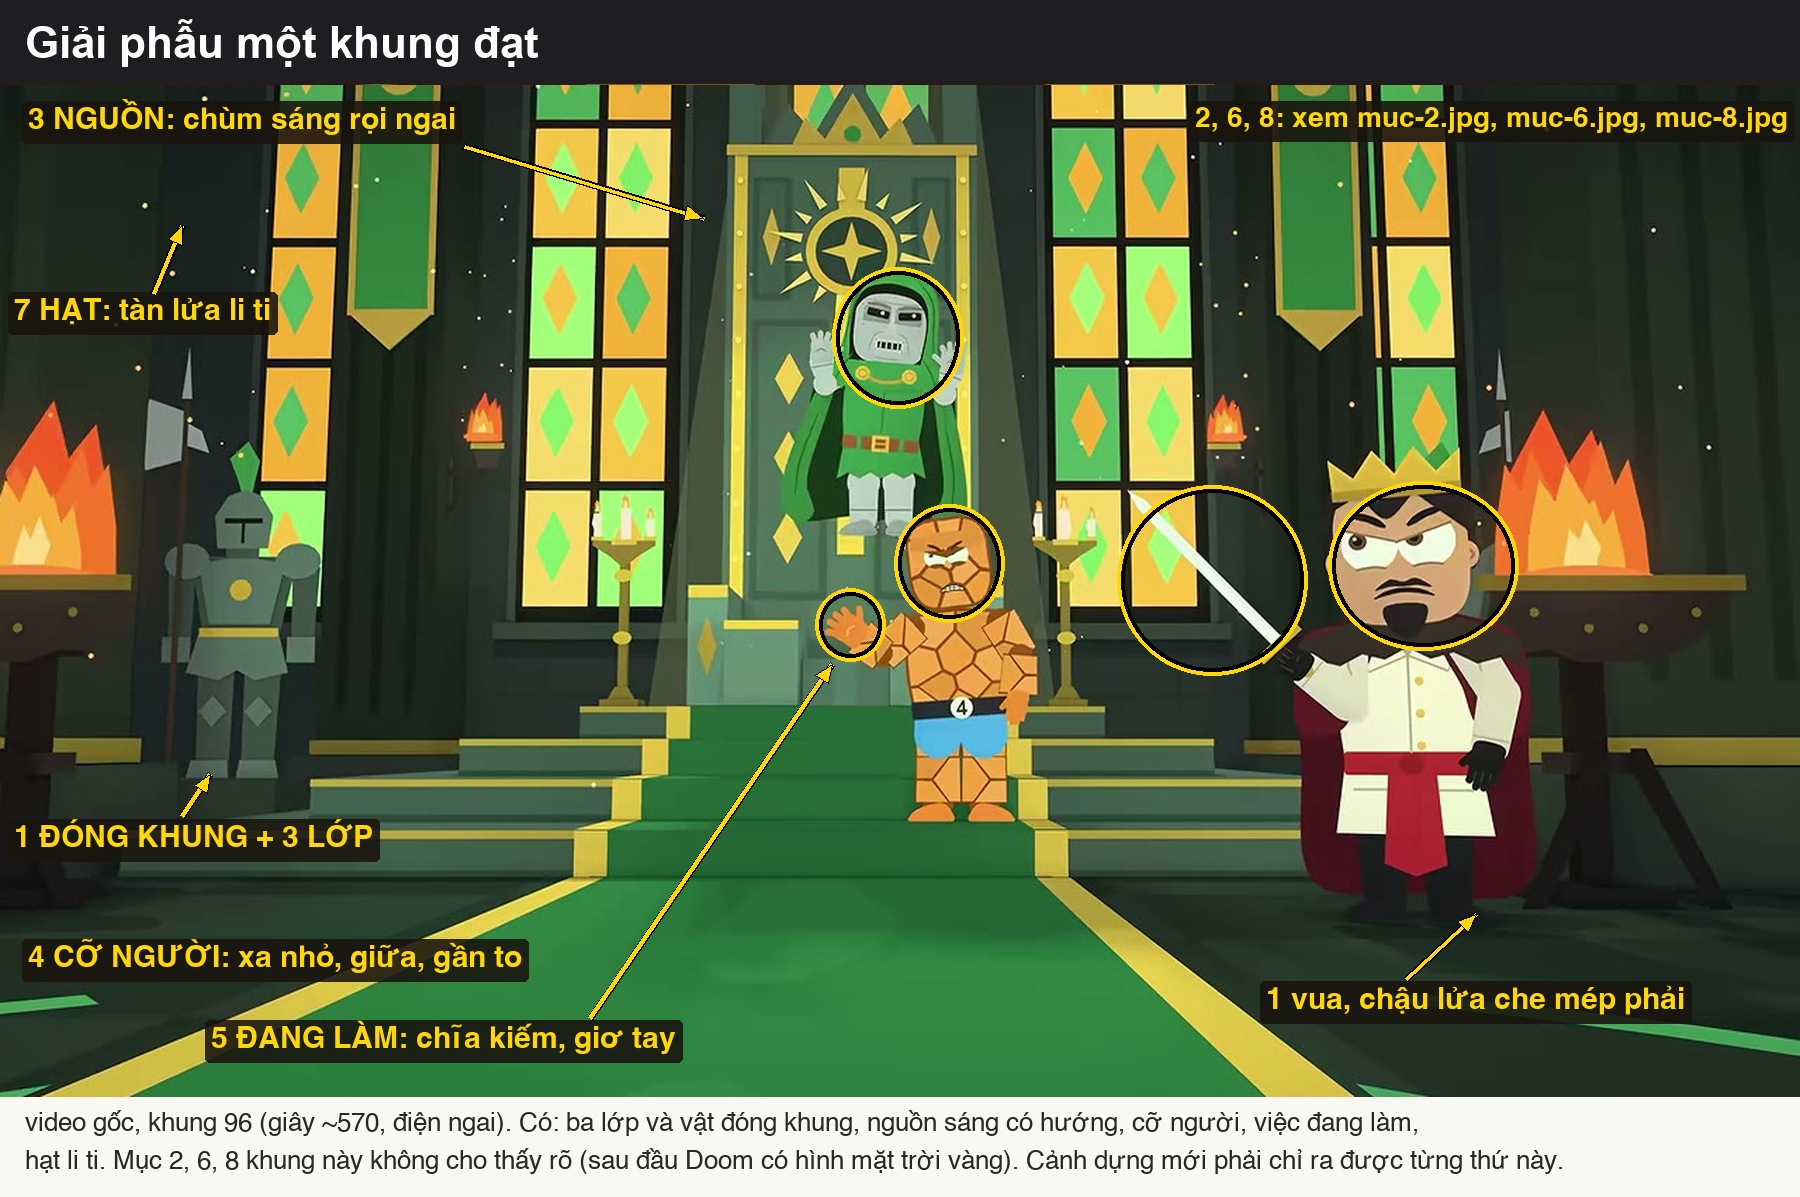 Giải phẫu một khung đạt
3 NGUỒN: chùm sáng rọi ngai
2, 6, 8: xem muc-2.jpg, muc-6.jpg, muc-8.jpg
7 HẠT: tàn lửa li ti
4
1 ĐÓNG KHUNG + 3 LỚP
4 CỠ NGƯỜI: xa nhỏ, giữa, gần to
1 vua, chậu lửa che mép phải
5 ĐANG LÀM: chĩa kiếm, giơ tay
video gốc, khung 96 (giây ~570, điện ngai). Có: ba lớp và vật đóng khung, nguồn sáng có hướng, cỡ người, việc đang làm,
hạt li ti. Mục 2, 6, 8 khung này không cho thấy rõ (sau đầu Doom có hình mặt trời vàng). Cảnh dựng mới phải chỉ ra được từng thứ này.